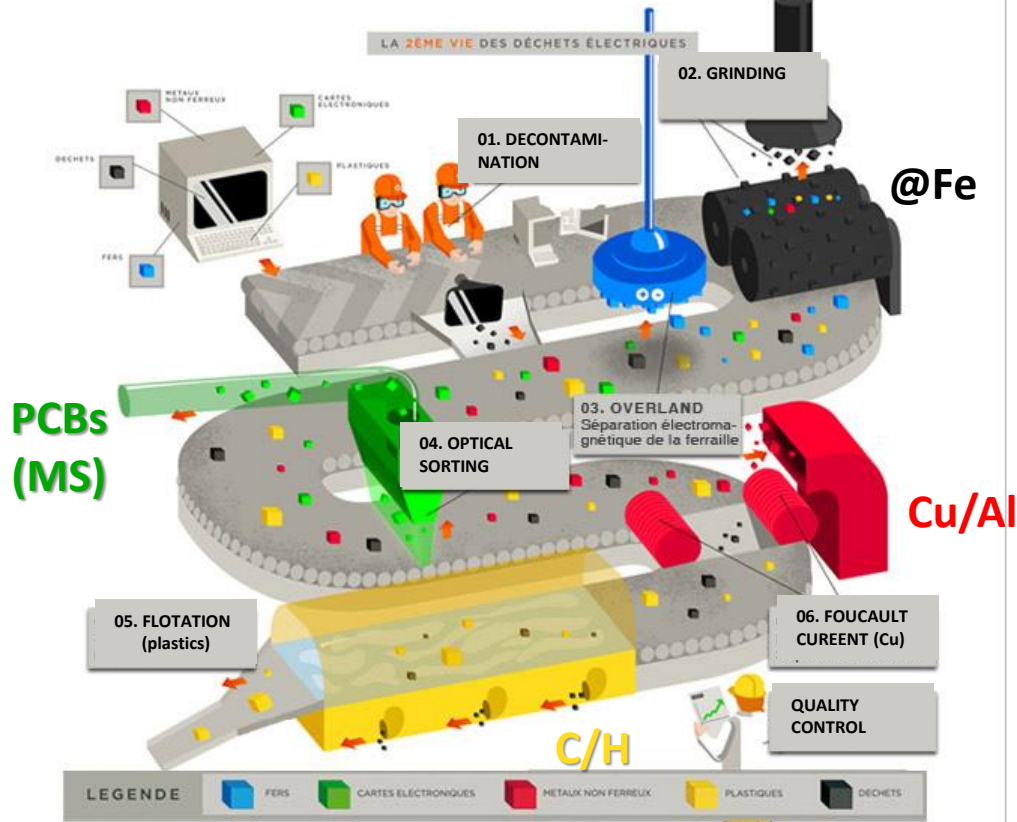 LA 2ÈME VIE DES DÉCHETS ÉLECTRIQUES
02. GRINDING
METAUX
NON FERREUX
CARTES
ELECTRONIQUES
01. DECONTAMI-
NATION
DECHETS
PLASTIQUES
@Fe
FERS
PCBs
(MS)
03. OVERLAND
Séparation électroma-
gnétique de la ferraille
04. OPTICAL
SORTING
Cu/Al
05. FLOTATION
(plastics)
06. FOUCAULT
CUREENT (Cu)
QUALITY
CONTROL
C/H
LEGENDE
FERS
CARTES ELECTRONIQUES
METAUX NON FERREUX
PLASTIQUES
DECHETS